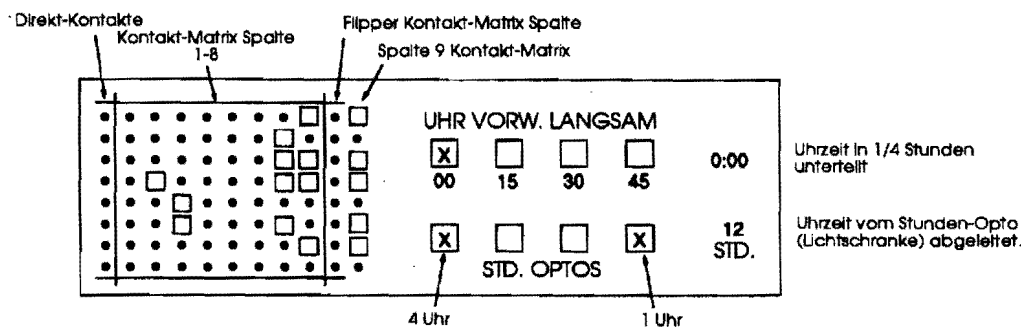 Direkt-Kontakte
Kontakt-Matrix Spalte
1-8
Flipper Kontakt-Matrix Spalte
Spalte 9 Kontakt-Matrix
UHR VORW. LANGSAM
X
00 15 30 45
0:00
Uhrzeit in 1/4 Stunden
unterteilt
X X
STD. OPTOS
12
STD.
Uhrzeit vom Stunden-Opto
(Lichtschranke) abgeleitet.
4 Uhr
1 Uhr